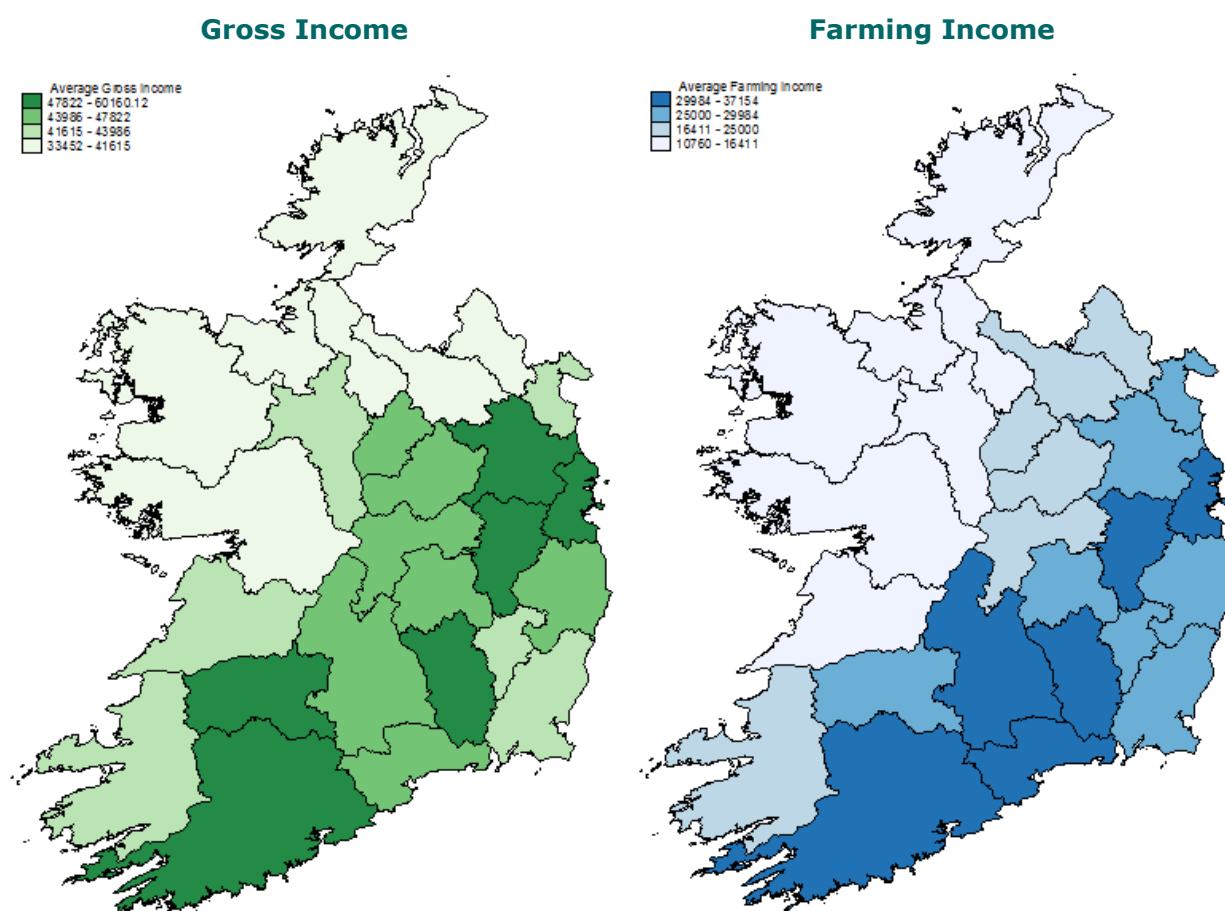 Gross Income
Average Gross Income
47822 - 60160.12
43986 - 47822
41615 - 43986
33452 - 41615
Farming Income
Average Farming Income
29984 - 37154
25000 - 29984
16411 - 25000
10760 - 16411